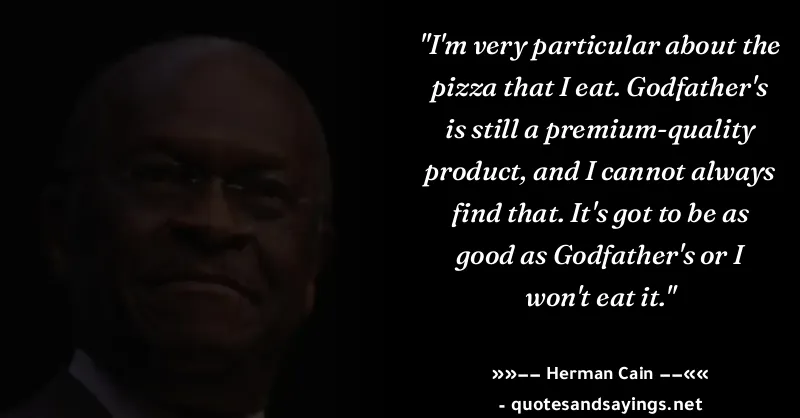 "I'm very particular about the
pizza that I eat. Godfather's
is still a premium-quality
product, and I cannot always
find that. It's got to be as
good as Godfather's or I
won't eat it."
»»−− Herman Cain −−««
- quotesandsayings.net